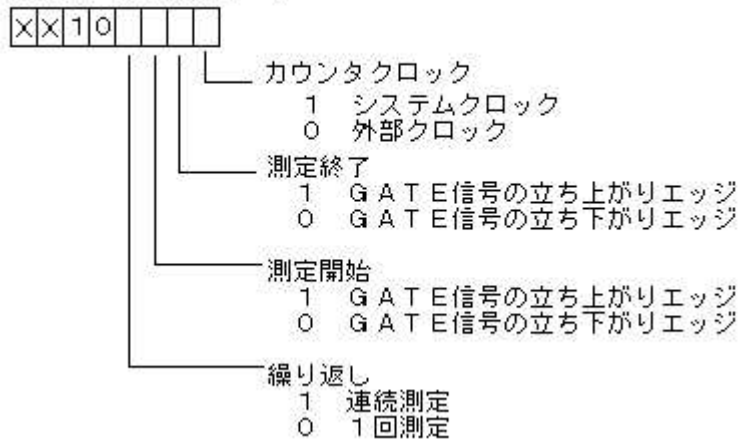 ××10
カウンタクロック
1 システムクロック
0 外部クロック
測定終了
1 GATE信号の立ち上がりエッジ
0 GATE信号の立ち下がりエッジ
測定開始
1 GATE信号の立ち上がりエッジ
0 GATE信号の立ち下がりエッジ
繰り返し
1 連続測定
0 1回測定